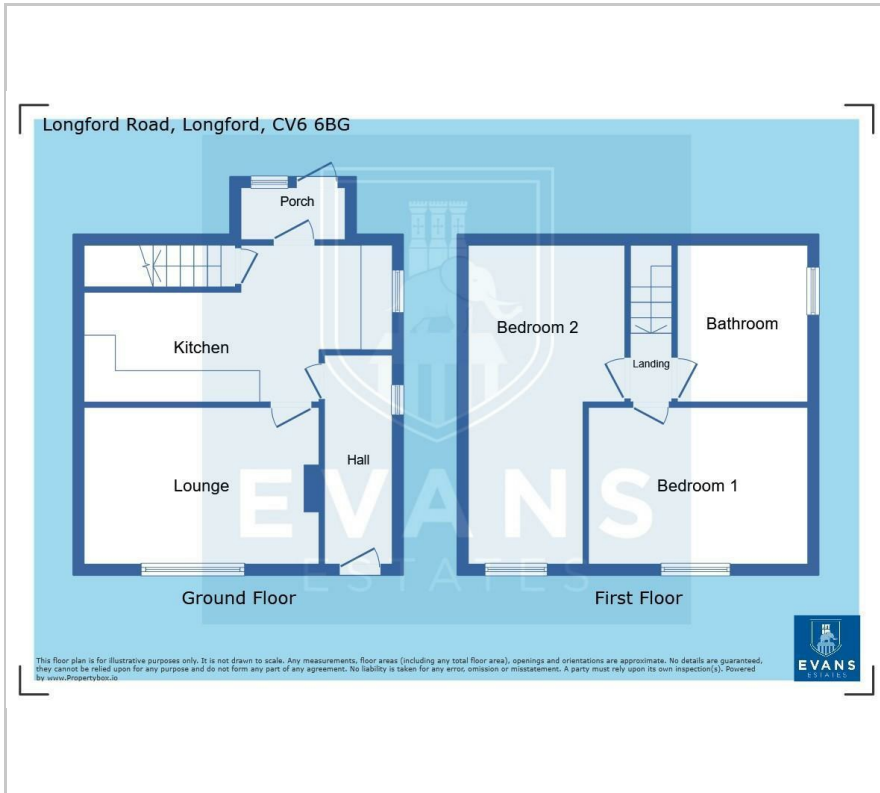 Longford Road, Longford, CV6 6BG
Porch
Kitchen
Bedroom 2
Bathroom
Landing
Hall
Lounge
Bedroom 1
EVANS
ESTATES
Ground Floor
First Floor
EVANS
ESTATES
This floor plan is for illustrative purposes only. It is not drawn to scale. Any measurements, floor areas (including any total floor area), openings and orientations are approximate. No details are guaranteed,
they cannot be relied upon for any purpose and do not form any part of any agreement. No liability is taken for any error, omission or misstatement. A party must rely upon its own inspection(s). Powered
by www.Propertybox.io